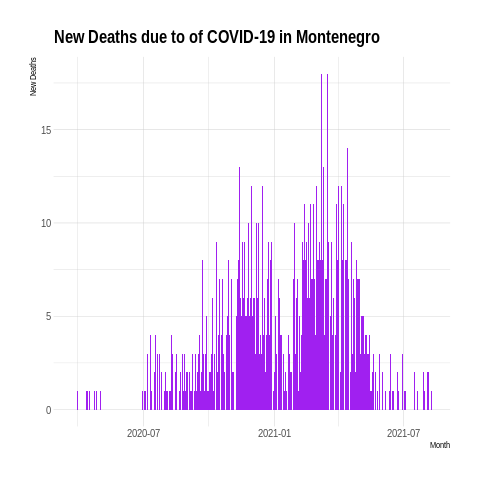 New Deaths due to of COVID-19 in Montenegro
New Deaths
15
10
5
0
2020-07 2021-01 2021-07
Month